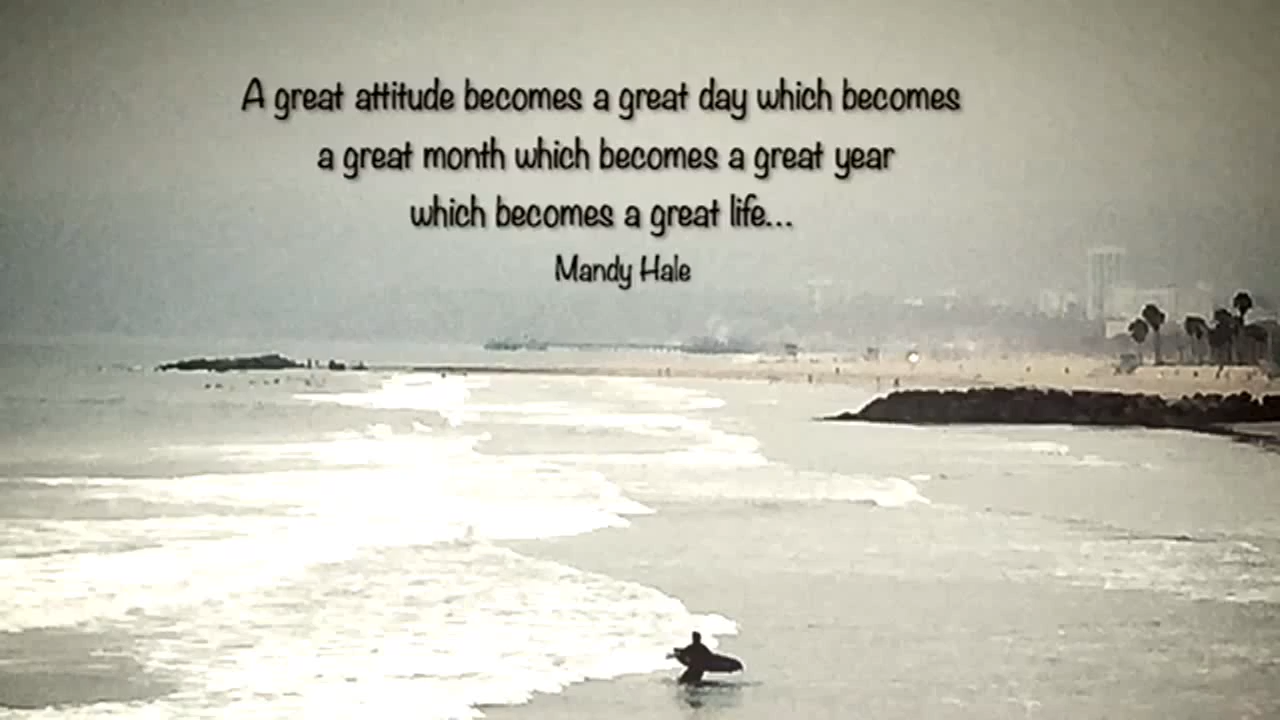 A great attitude becomes a great day which becomes
a great month which becomes a great year
which becomes a great life...
Mandy Hale